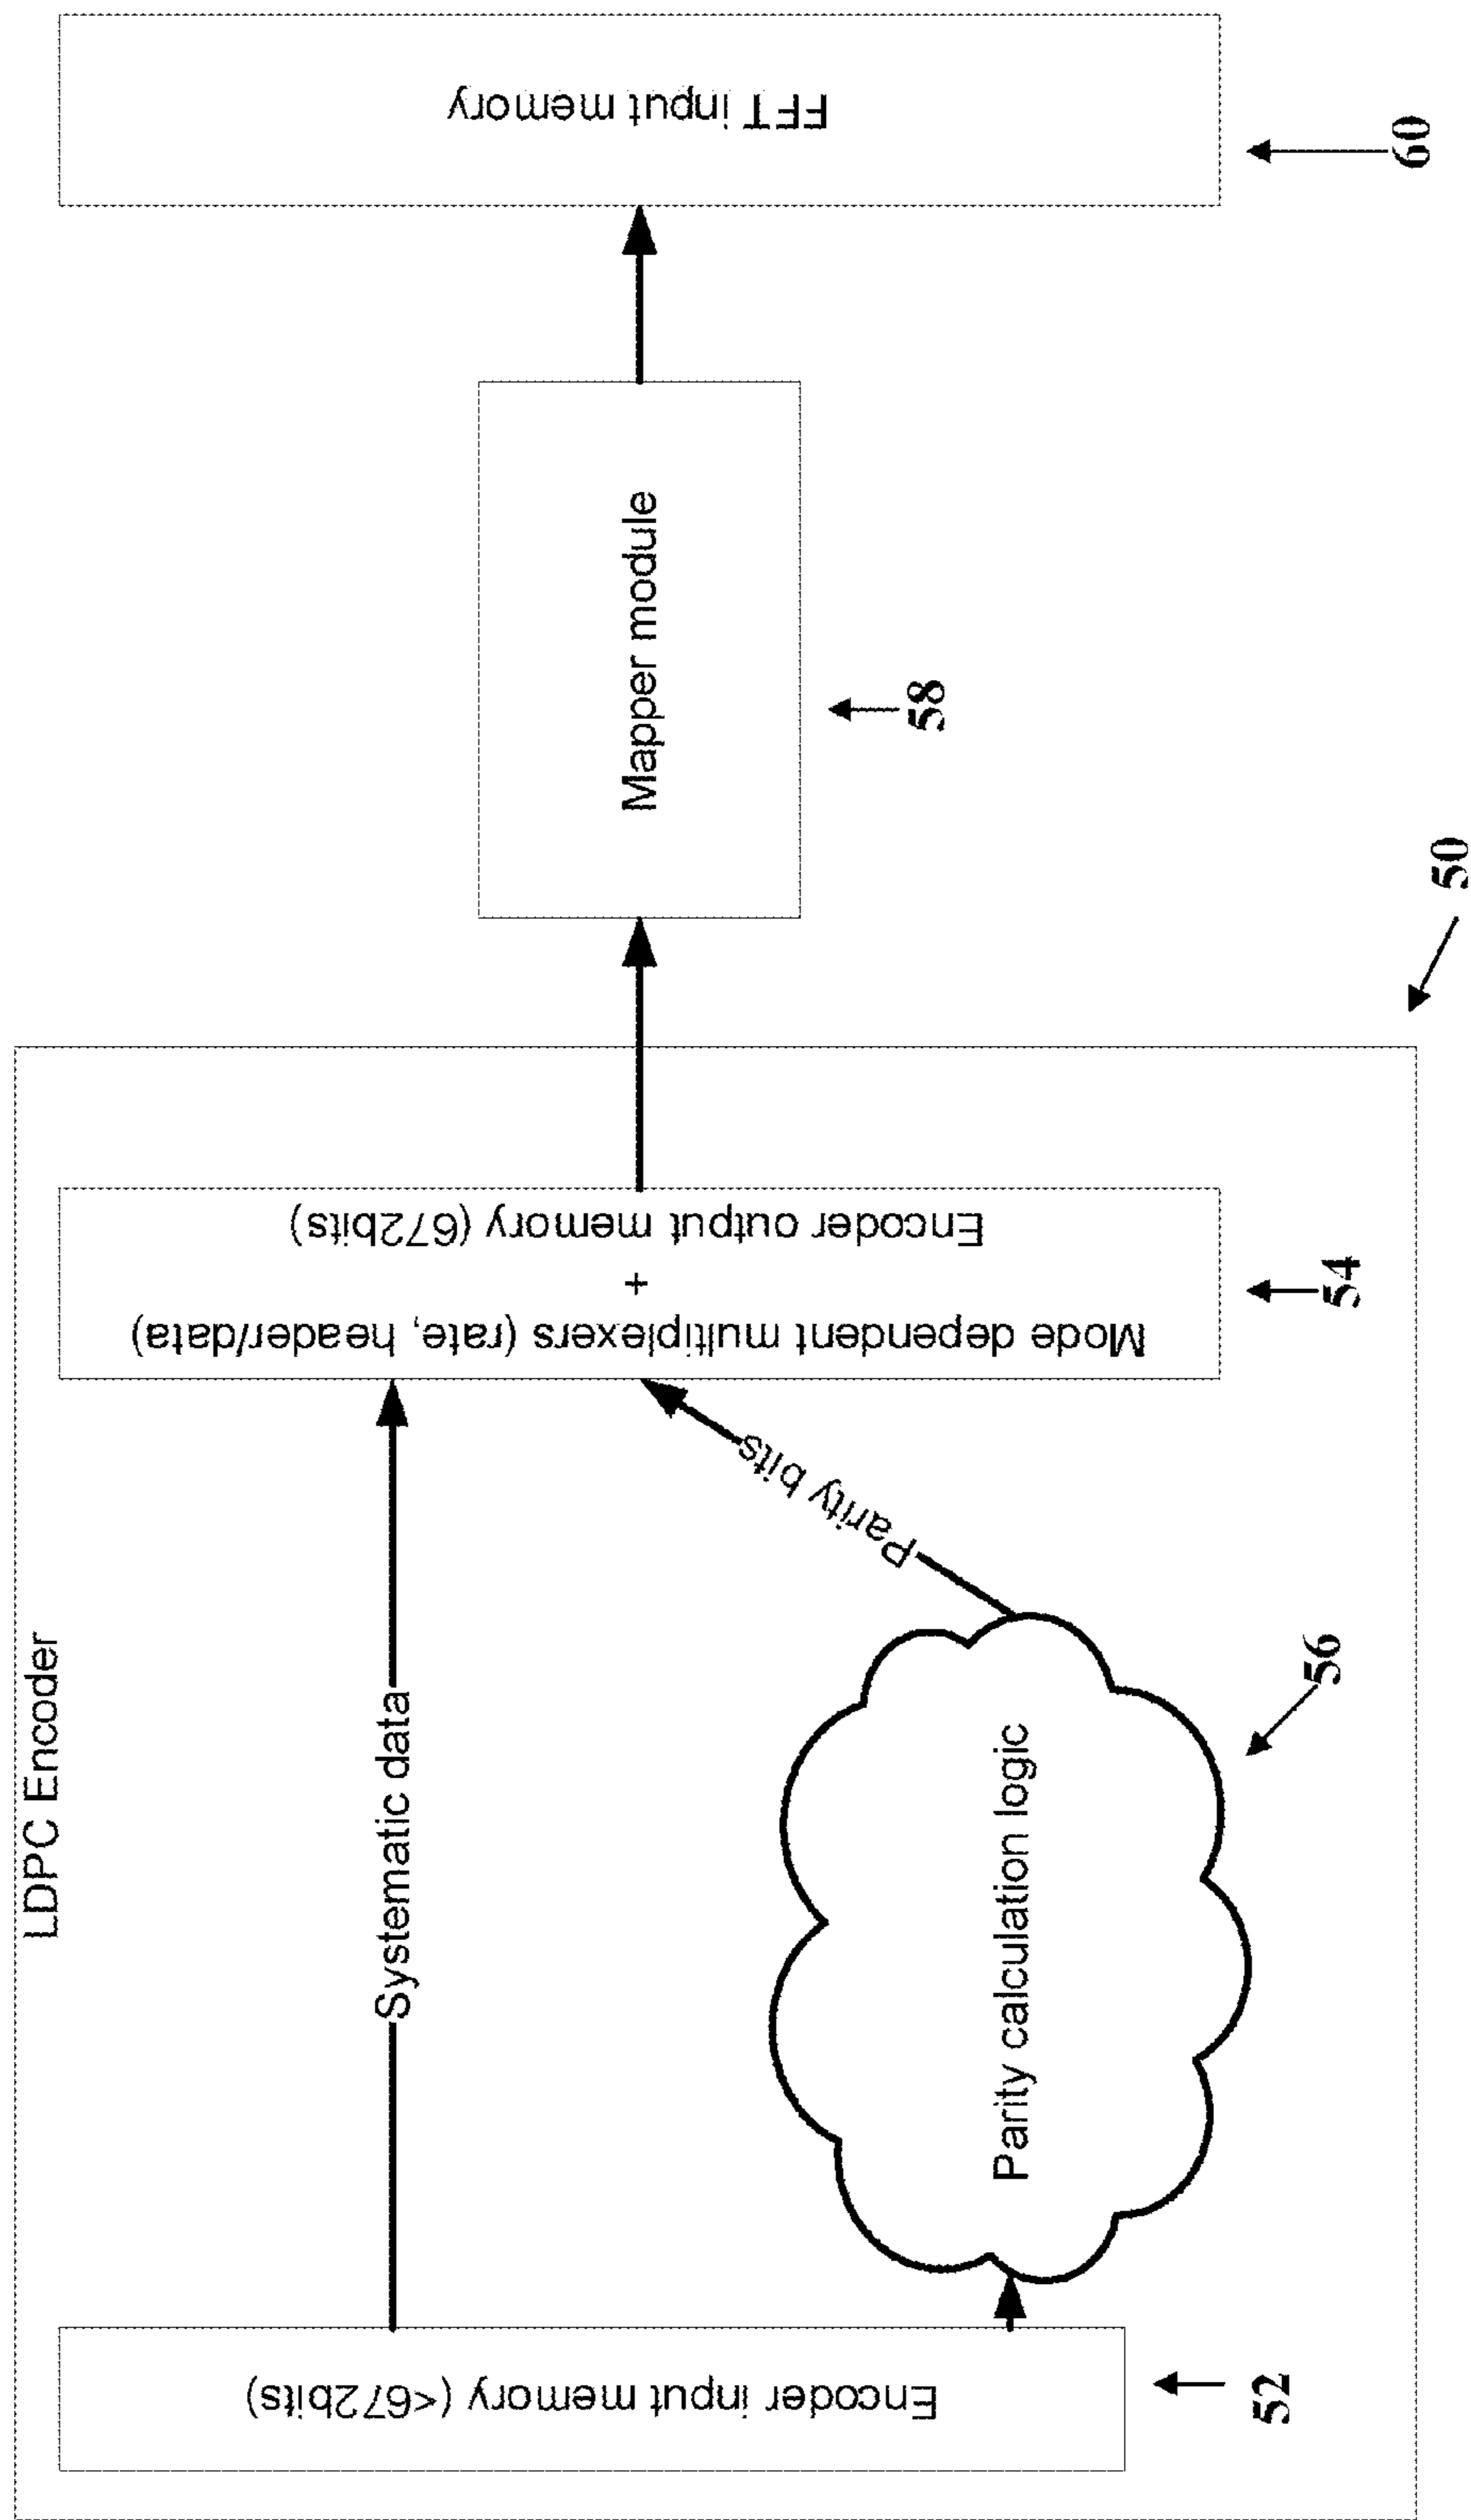 LDPC Encoder
Encoder input memory (<672bits)
52
Systematic data
Parity calculation logic
56
Parity bits
Mode dependent multiplexers (rate, header/data)
+
Encoder output memory (672bits)
54
50
Mapper module
58
FFT input memory
60